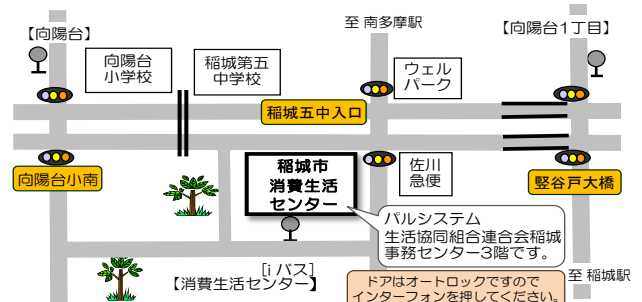 【向陽台】
至 南多摩駅
【向陽台1丁目】
向陽台
小学校
稲城第五
中学校
ウェル
パーク
稲城五中入口
向陽台小南
稲城市
消費生活
センター
佐川
急便
竪谷戸大橋
パルシステム
生活協同組合連合会稲城
事務センター3階です。
[i バス]
【消費生活センター】
至 稲城駅
ドアはオートロックですので
インターフォンを押してください。